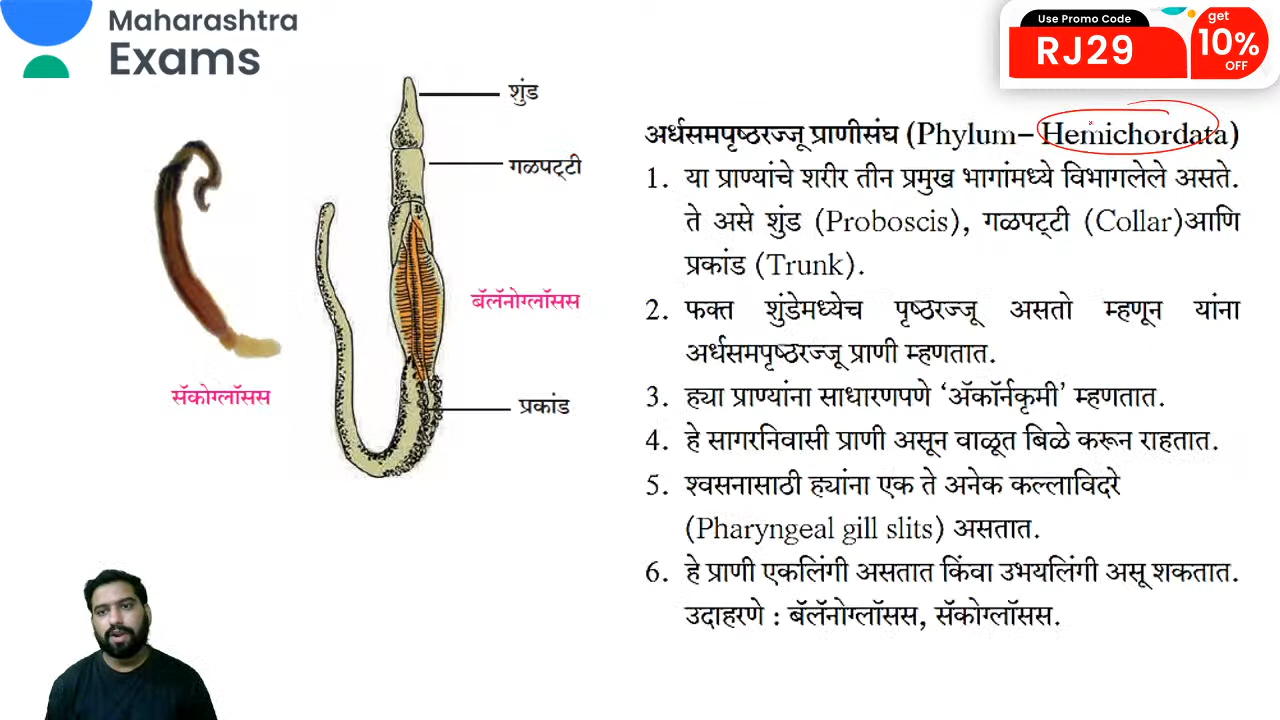 Maharashtra
Exams
Use Promo Code
RJ29
get
10%
OFF
शुंड
गळपट्टी
बॅलॅनोग्लॉसस
सॅकोग्लॉसस
प्रकांड
अर्धसमपृष्ठरज्जू प्राणीसंघ (Phylum– Hemichordata)
1. या प्राण्यांचे शरीर तीन प्रमुख भागांमध्ये विभागलेले असते.
ते असे शुंड (Proboscis), गळपट्टी (Collar)आणि
प्रकांड (Trunk).
2. फक्त शुंडेमध्येच पृष्ठरज्जू असतो म्हणून यांना
अर्धसमपृष्ठरज्जू प्राणी म्हणतात.
3. ह्या प्राण्यांना साधारणपणे ‘ॲकॉर्नकृमी’ म्हणतात.
4. हे सागरनिवासी प्राणी असून वाळूत बिळे करून राहतात.
5. श्वसनासाठी ह्यांना एक ते अनेक कल्लाविदरे
(Pharyngeal gill slits) असतात.
6. हे प्राणी एकलिंगी असतात किंवा उभयलिंगी असू शकतात.
उदाहरणे : बॅलॅनोग्लॉसस, सॅकोग्लॉसस.